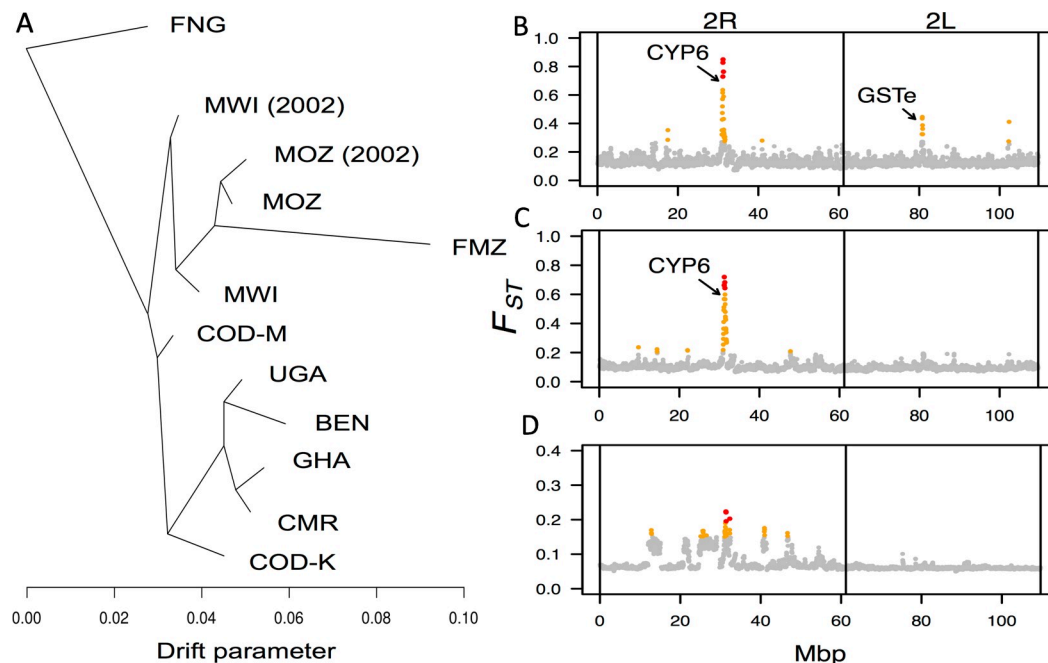 A
FNG
MWI (2002)
MOZ (2002)
MOZ
FMZ
MWI
COD-M
UGA
BEN
GHA
CMR
COD-K
0.00 0.02 0.04 0.06 0.08 0.10
Drift parameter
2R 2L
B
1.0
0.8
0.6
0.4
0.2
0.0
CYP6
GSTe
0 20 40 60 80 100
C
1.0
0.8
0.6
0.4
0.2
0.0
CYP6
0 20 40 60 80 100
FST
D
0.4
0.3
0.2
0.1
0.0
0 20 40 60 80 100
Mbp